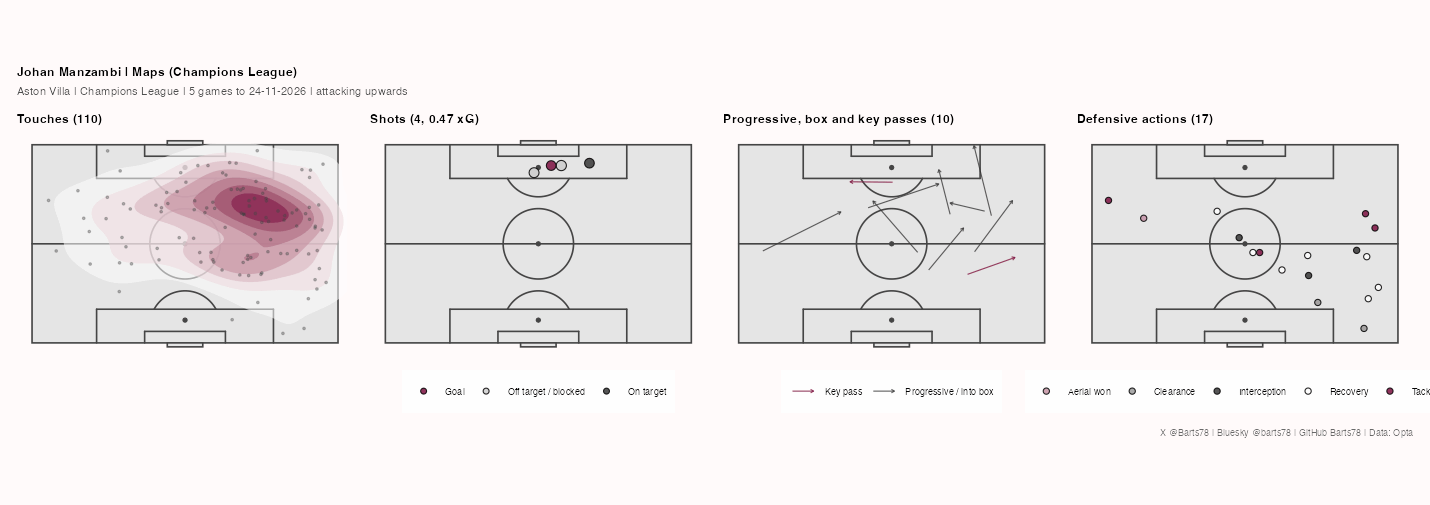 Johan Manzambi | Maps (Champions League)
Aston Villa | Champions League | 5 games to 24-11-2026 | attacking upwards
Touches (110)
Shots (4, 0.47 xG)
Progressive, box and key passes (10)
Defensive actions (17)
Goal Off target / blocked On target
Key pass Progressive / into box
Aerial won Clearance Interception Recovery Tack
X @Barts78 | Bluesky @barts78 | GitHub Barts78 | Data: Opta